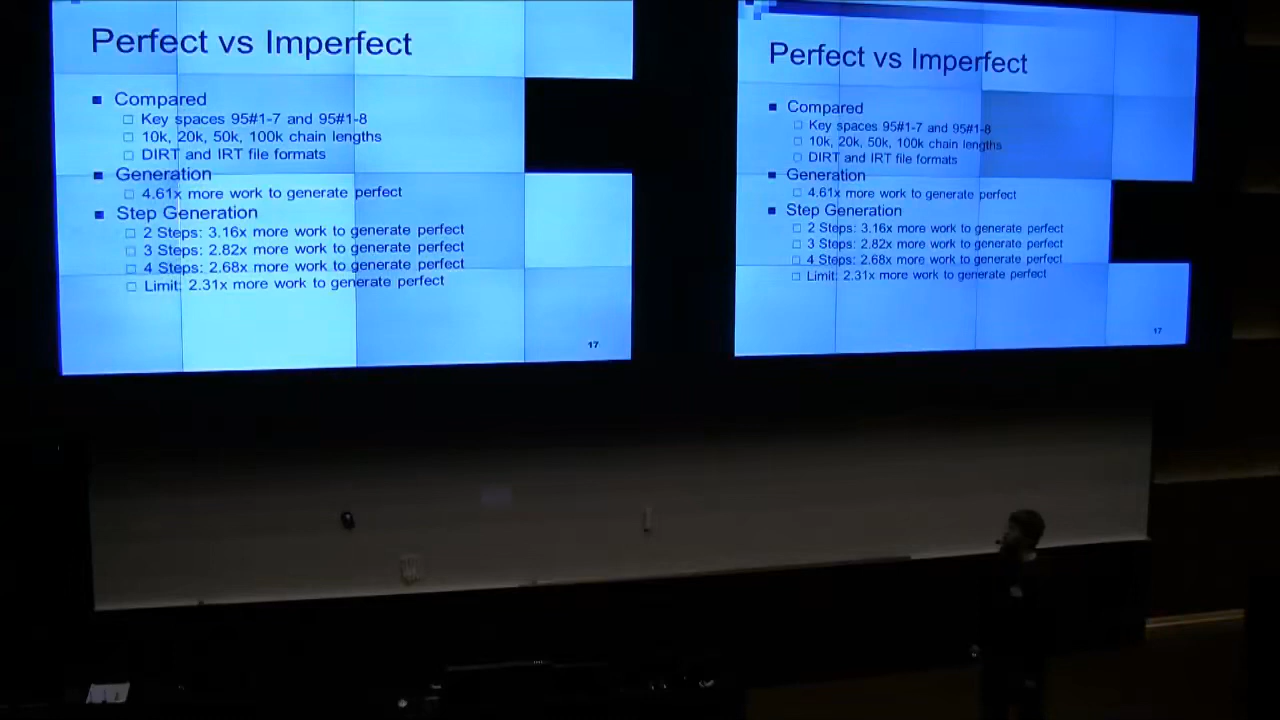 Perfect vs Imperfect
Compared
Key spaces 95#1-7 and 95#1-8
10k, 20k, 50k, 100k chain lengths
DIRT and IRT file formats
Generation
4.61x more work to generate perfect
Step Generation
2 Steps: 3.16x more work to generate perfect
3 Steps: 2.82x more work to generate perfect
4 Steps: 2.68x more work to generate perfect
Limit: 2.31x more work to generate perfect
17
Perfect vs Imperfect
Compared
Key spaces 95#1-7 and 95#1-8
10k, 20k, 50k, 100k chain lengths
DIRT and IRT file formats
Generation
4.61x more work to generate perfect
Step Generation
2 Steps: 3.16x more work to generate perfect
3 Steps: 2.82x more work to generate perfect
4 Steps: 2.68x more work to generate perfect
Limit: 2.31x more work to generate perfect
17